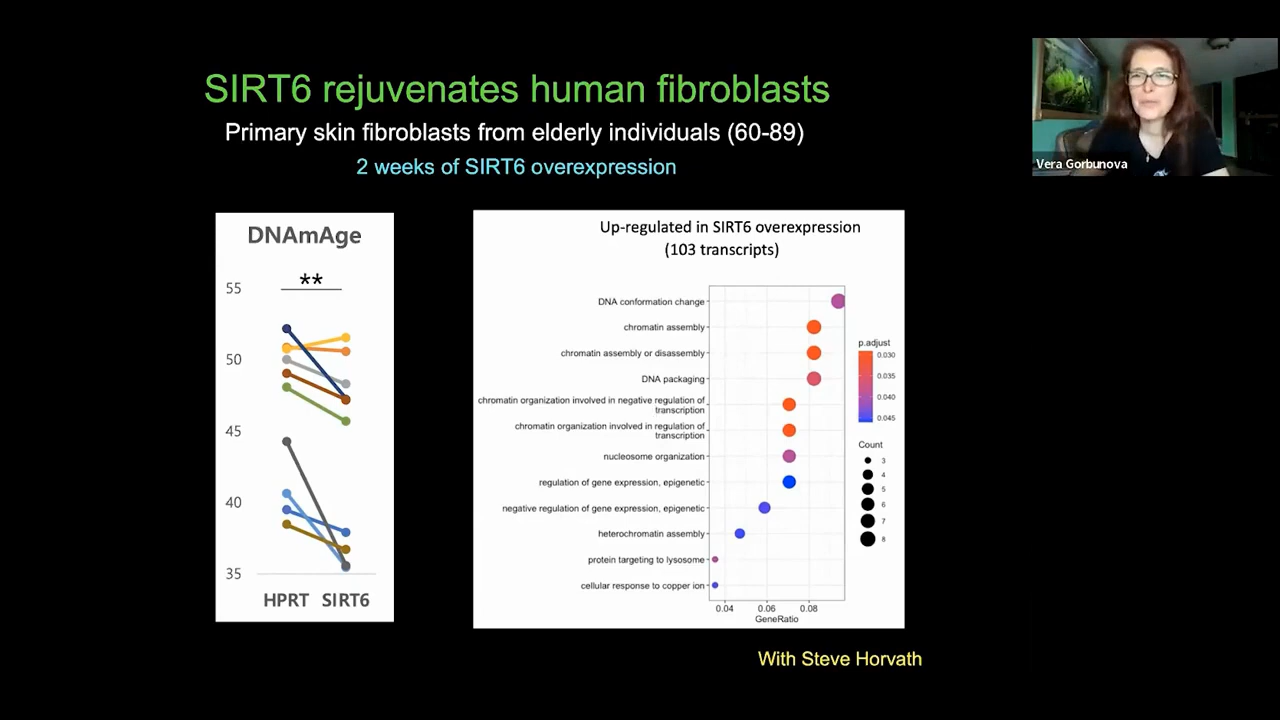 SIRT6 rejuvenates human fibroblasts
Primary skin fibroblasts from elderly individuals (60-89)
2 weeks of SIRT6 overexpression
Vera Gorbunova
DNAmAge
**
55
50
45
40
35
HPRT SIRT6
Up-regulated in SIRT6 overexpression
(103 transcripts)
DNA conformation change
chromatin assembly
chromatin assembly or disassembly
DNA packaging
chromatin organization involved in negative regulation of
transcription
chromatin organization involved in regulation of
transcription
nucleosome organization
regulation of gene expression, epigenetic
negative regulation of gene expression, epigenetic
heterochromatin assembly
protein targeting to lysosome
cellular response to copper ion
0.04 0.06 0.08
GeneRatio
p.adjust
0.030
0.035
0.040
0.045
Count
3
4
5
6
7
8
With Steve Horvath